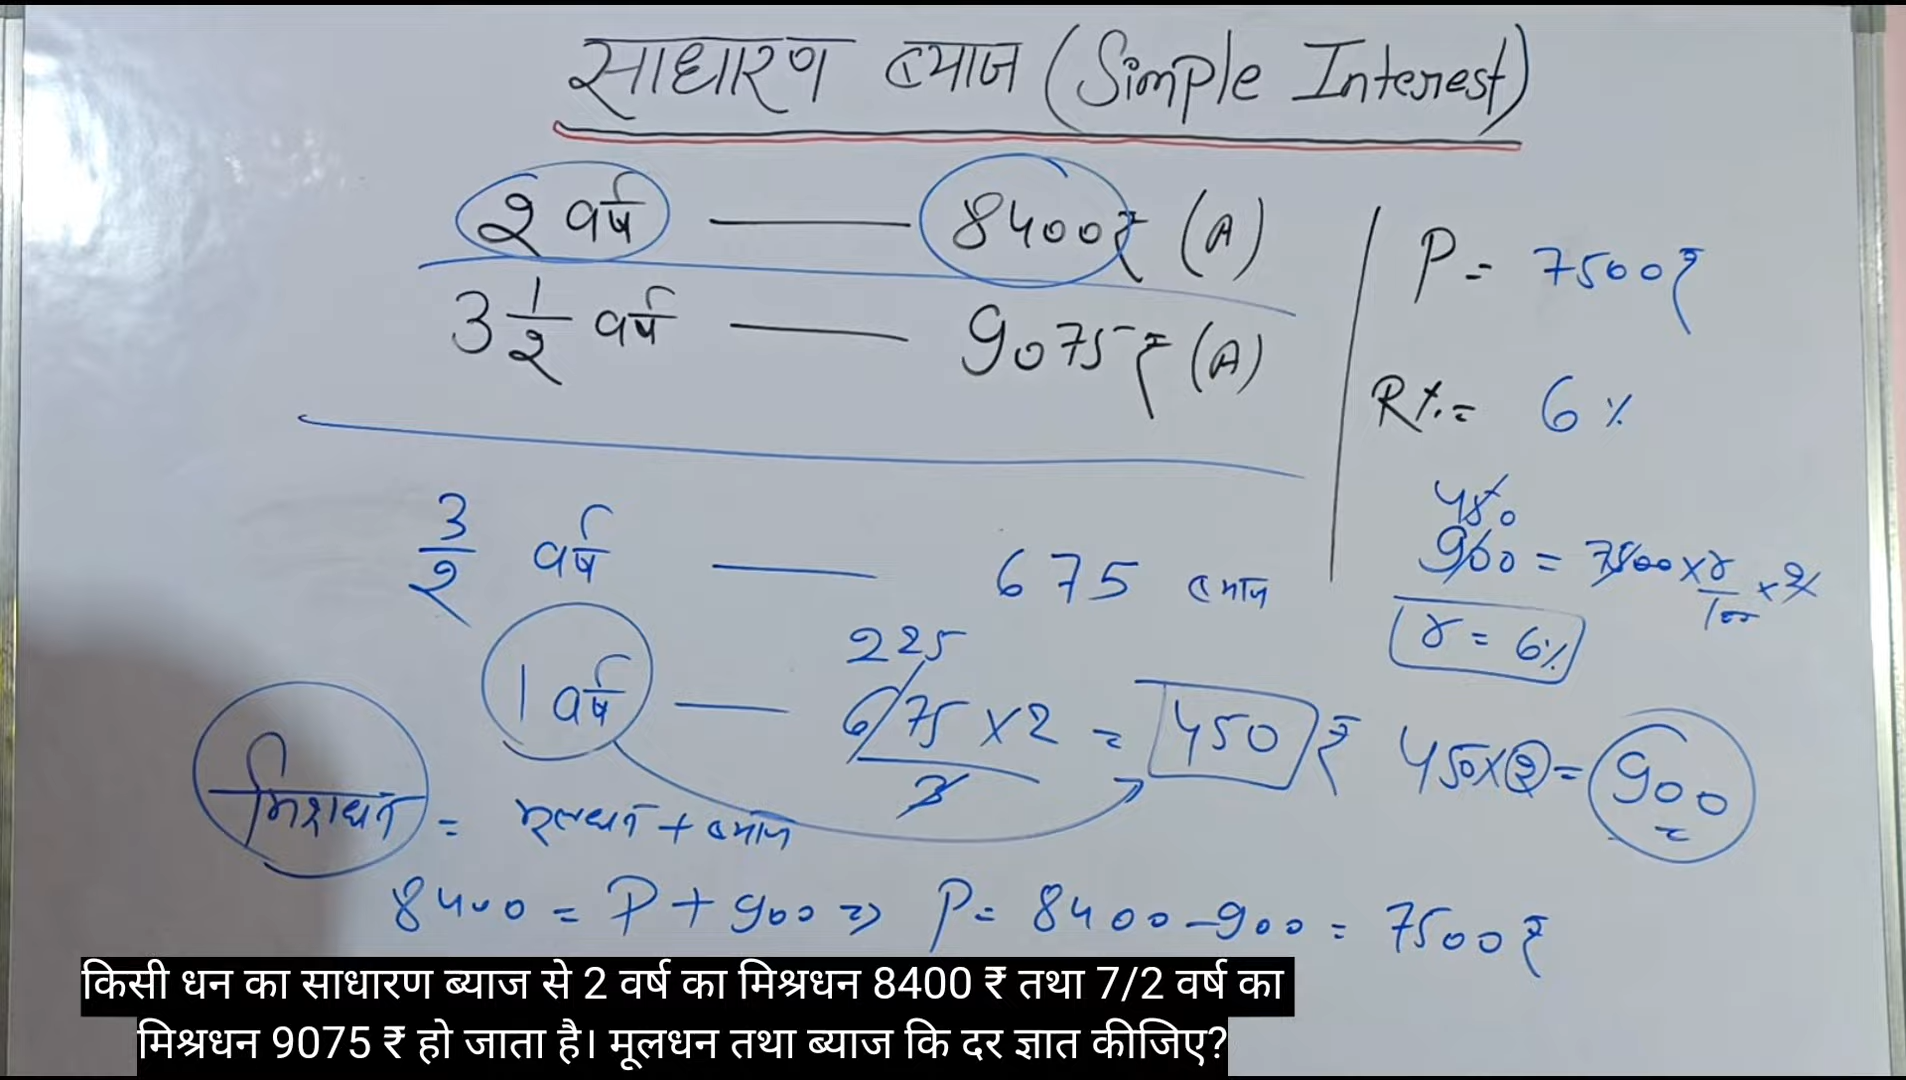 साधारण ब्याज (Simple Interest)
2 वर्ष — 8400₹ (A)
3 1/2 वर्ष — 9075₹ (A)
P = 7500₹
R%. = 6%
3/2 वर्ष — 675 ब्याज
450
900 = 7500 × r/100 × 2
r = 6%
225
1 वर्ष — 675 × 2 / 3 = 450 ₹ 450×2 = 900
मिश्रधन = मूलधन + ब्याज
8400 = P + 900 ⇒ P = 8400 - 900 = 7500₹
किसी धन का साधारण ब्याज से 2 वर्ष का मिश्रधन 8400 ₹ तथा 7/2 वर्ष का
मिश्रधन 9075 ₹ हो जाता है। मूलधन तथा ब्याज कि दर ज्ञात कीजिए?